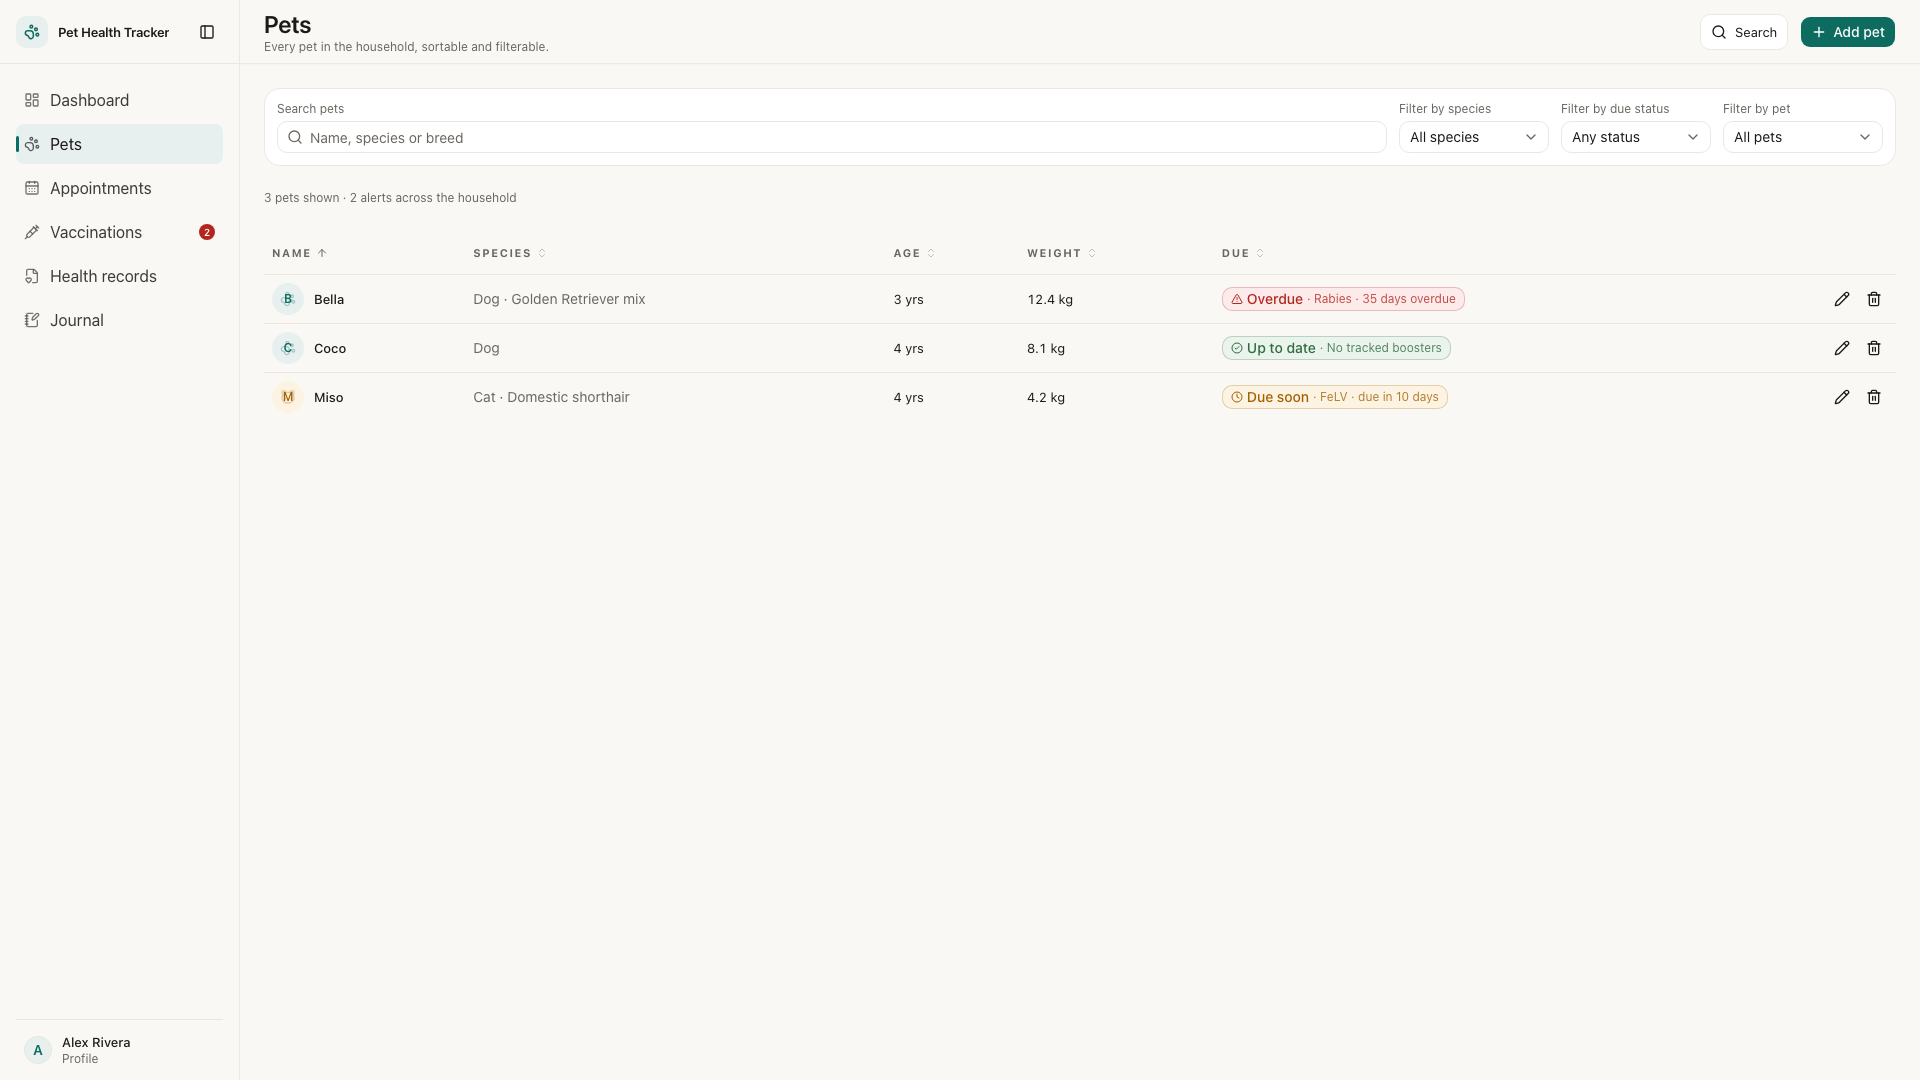 Pet Health Tracker
Pets
Every pet in the household, sortable and filterable.
Search
Add pet
Dashboard
Pets
Appointments
Vaccinations 2
Health records
Journal
Search pets
Name, species or breed
Filter by species
All species
Filter by due status
Any status
Filter by pet
All pets
3 pets shown · 2 alerts across the household
NAME SPECIES AGE WEIGHT DUE
B Bella Dog · Golden Retriever mix 3 yrs 12.4 kg Overdue · Rabies · 35 days overdue
C Coco Dog 4 yrs 8.1 kg Up to date · No tracked boosters
M Miso Cat · Domestic shorthair 4 yrs 4.2 kg Due soon · FeLV · due in 10 days
A Alex Rivera
Profile